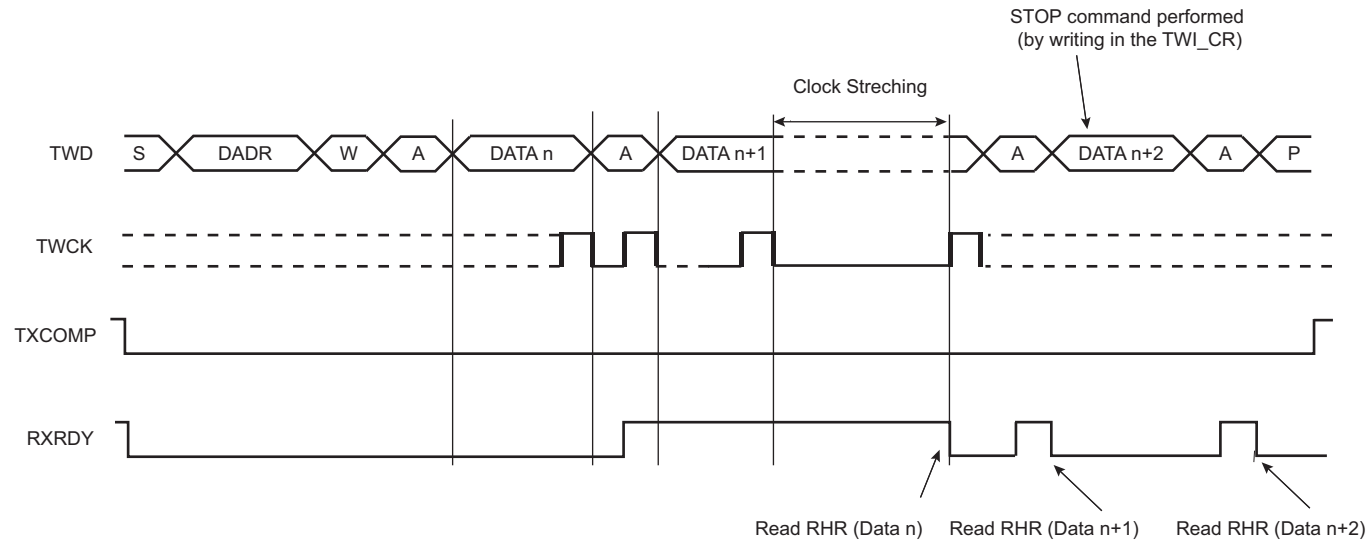 STOP command performed
(by writing in the TWI_CR)
Clock Streching
TWD S DADR W A DATA n A DATA n+1 A DATA n+2 A P
TWCK
TXCOMP
RXRDY
Read RHR (Data n) Read RHR (Data n+1) Read RHR (Data n+2)